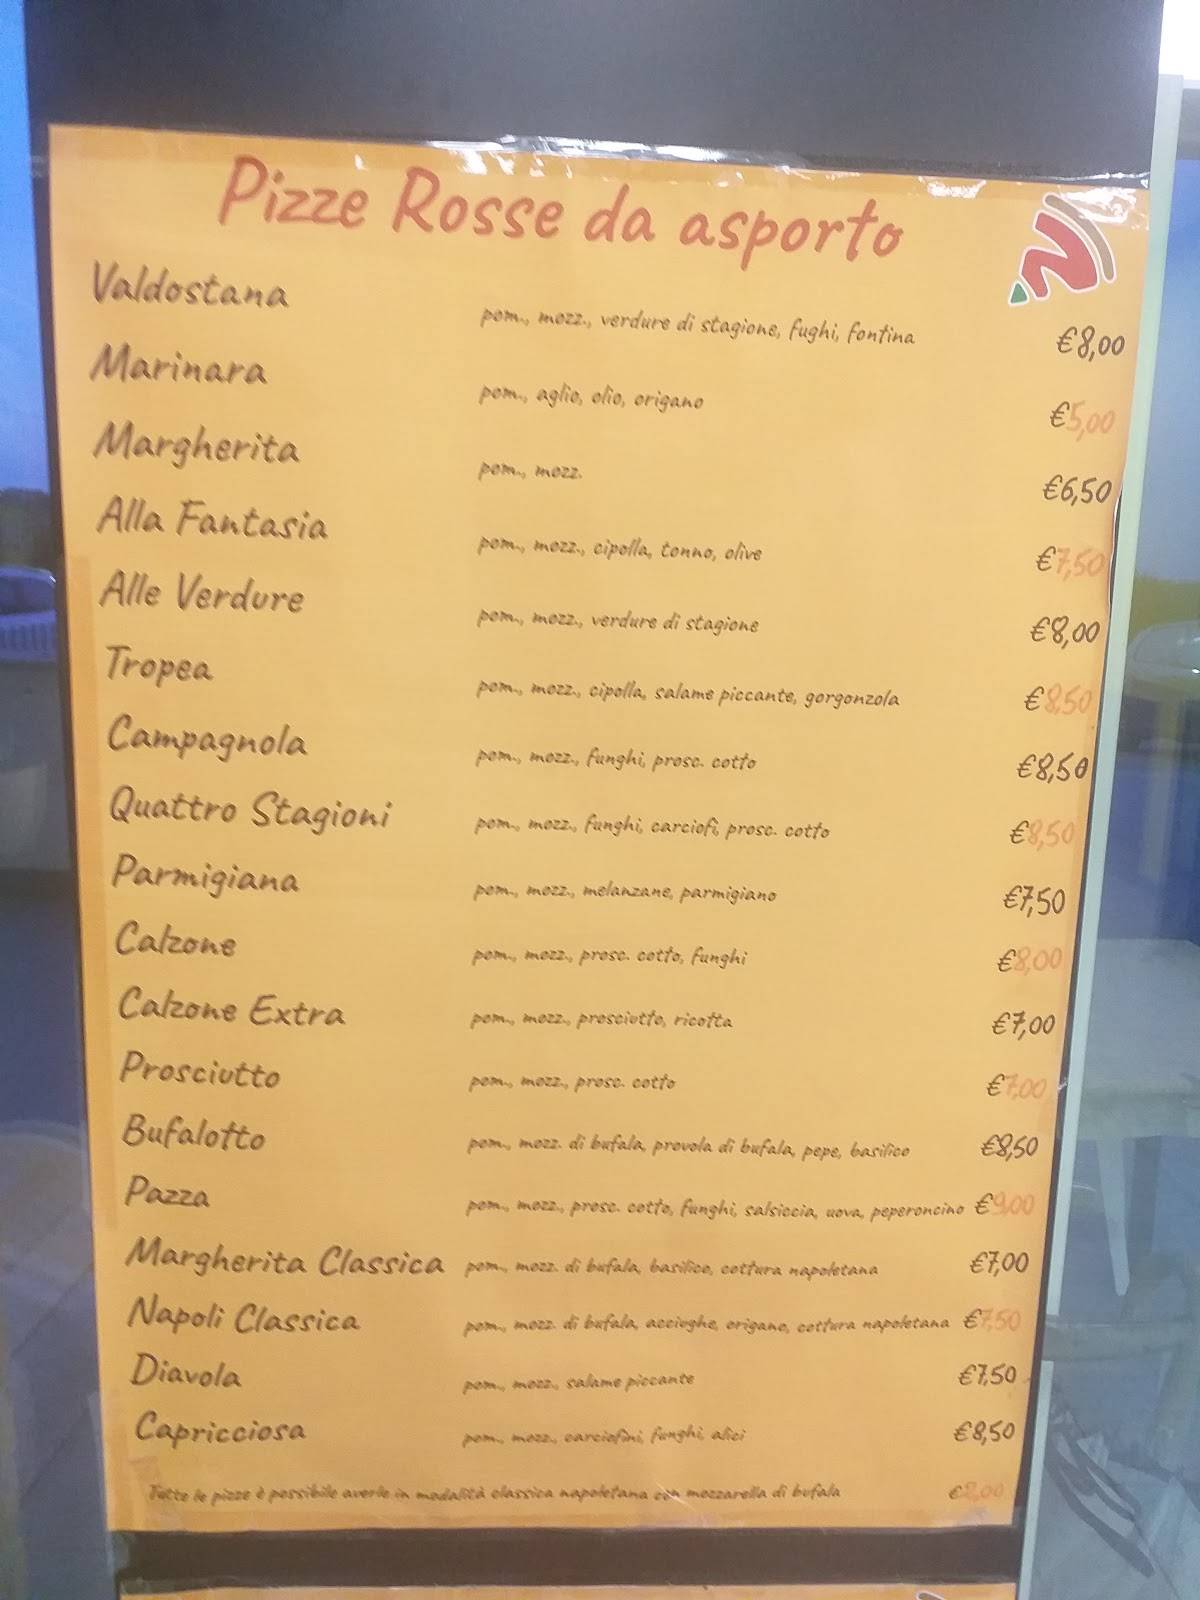 Pizze Rosse da asporto
Valdostana pom., mozz., verdure di stagione, fughi, fontina €8,00
Marinara pom., aglio, olio, origano €5,00
Margherita pom., mozz. €6,50
Alla Fantasia pom., mozz., cipolla, tonno, olive €7,50
Alle Verdure pom., mozz., verdure di stagione €8,00
Tropea pom., mozz., cipolla, salame piccante, gorgonzola €8,50
Campagnola pom., mozz., funghi, prosc. cotto €8,50
Quattro Stagioni pom., mozz., funghi, carciofi, prosc. cotto €8,50
Parmigiana pom., mozz., melanzane, parmigiano €7,50
Calzone pom., mozz., prosc. cotto, funghi €8,00
Calzone Extra pom., mozz., prosciutto, ricotta €7,00
Prosciutto pom., mozz., prosc. cotto €7,00
Bufalotto pom., mozz. di bufala, provola di bufala, pepe, basilico €8,50
Pazza pom., mozz., prosc. cotto, funghi, salsiccia, uova, peperoncino €9,00
Margherita Classica pom., mozz. di bufala, basilico, cottura napoletana €7,00
Napoli Classica pom., mozz. di bufala, acciughe, origano, cottura napoletana €7,50
Diavola pom., mozz., salame piccante €7,50
Capricciosa pom., mozz., carciofini, funghi, alici €8,50
Tutte le pizze è possibile averle in modalità classica napoletana con mozzarella di bufala €2,00